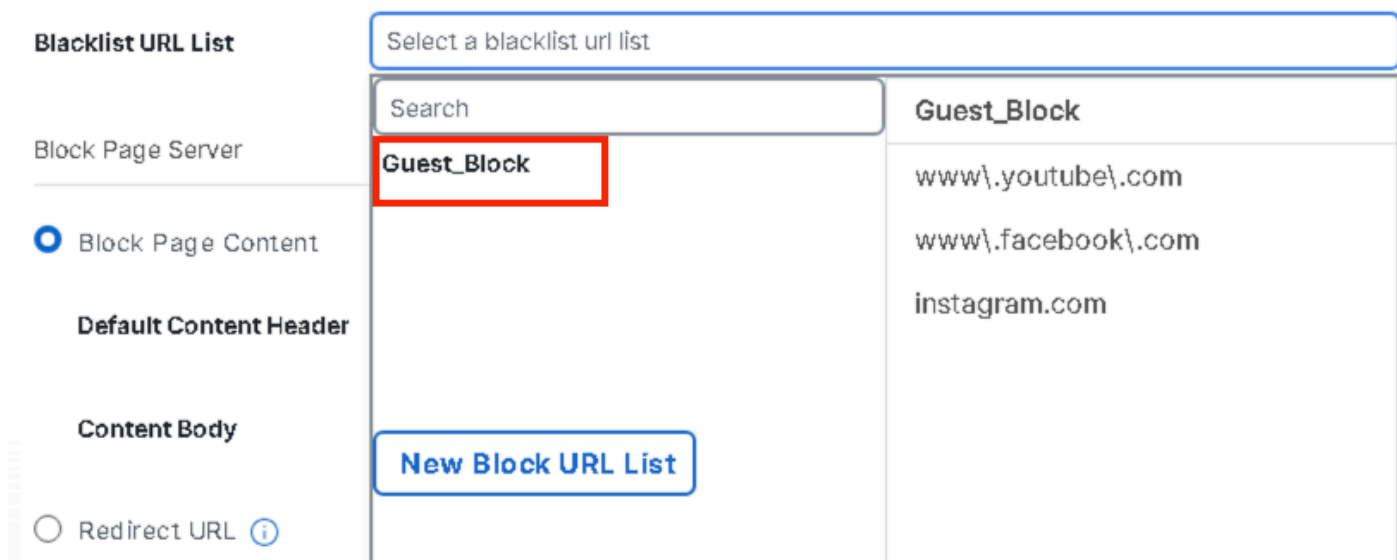 Blacklist URL List
Select a blacklist url list
Search
Guest_Block
Block Page Server
Guest_Block
www\.youtube\.com
www\.facebook\.com
instagram.com
Block Page Content
Default Content Header
Content Body
New Block URL List
Redirect URL